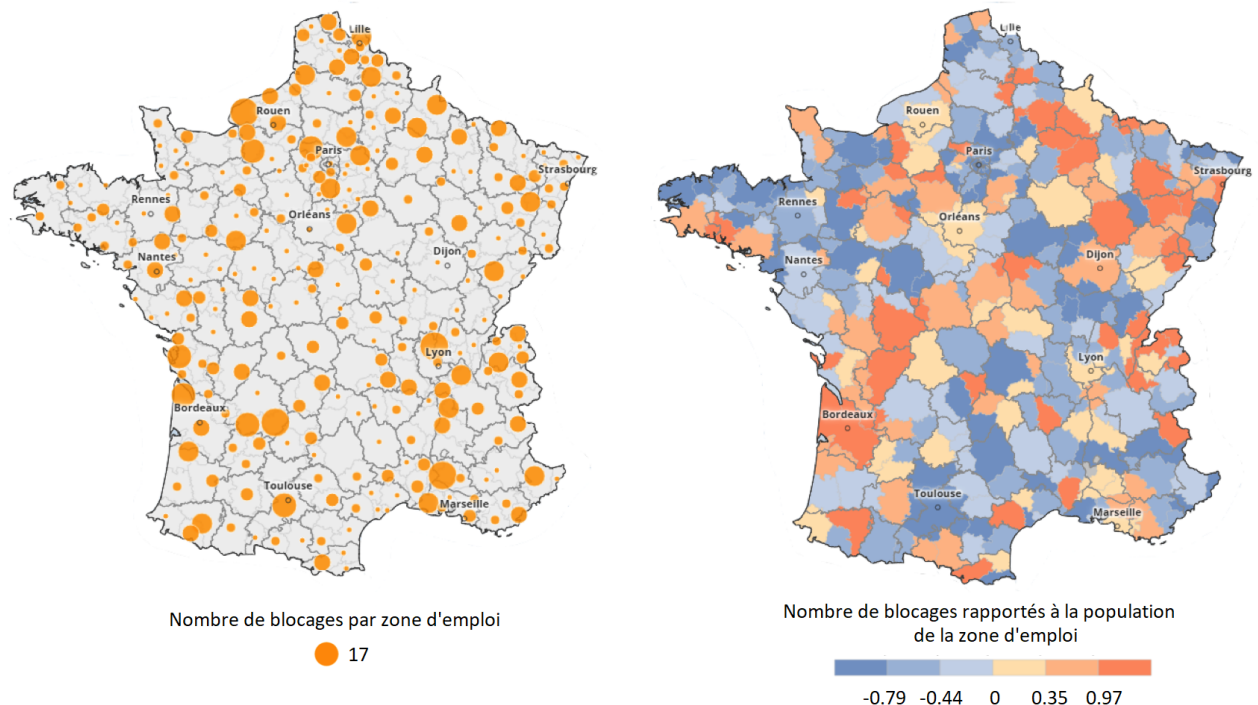 Lille
Rouen
Paris
Strasbourg
Rennes
Orléans
Dijon
Nantes
Lyon
Bordeaux
Toulouse
Marseille
Nombre de blocages par zone d'emploi
17
Lille
Rouen
Paris
Strasbourg
Rennes
Orléans
Dijon
Nantes
Lyon
Bordeaux
Toulouse
Marseille
Nombre de blocages rapportés à la population
de la zone d'emploi
-0.79 -0.44 0 0.35 0.97